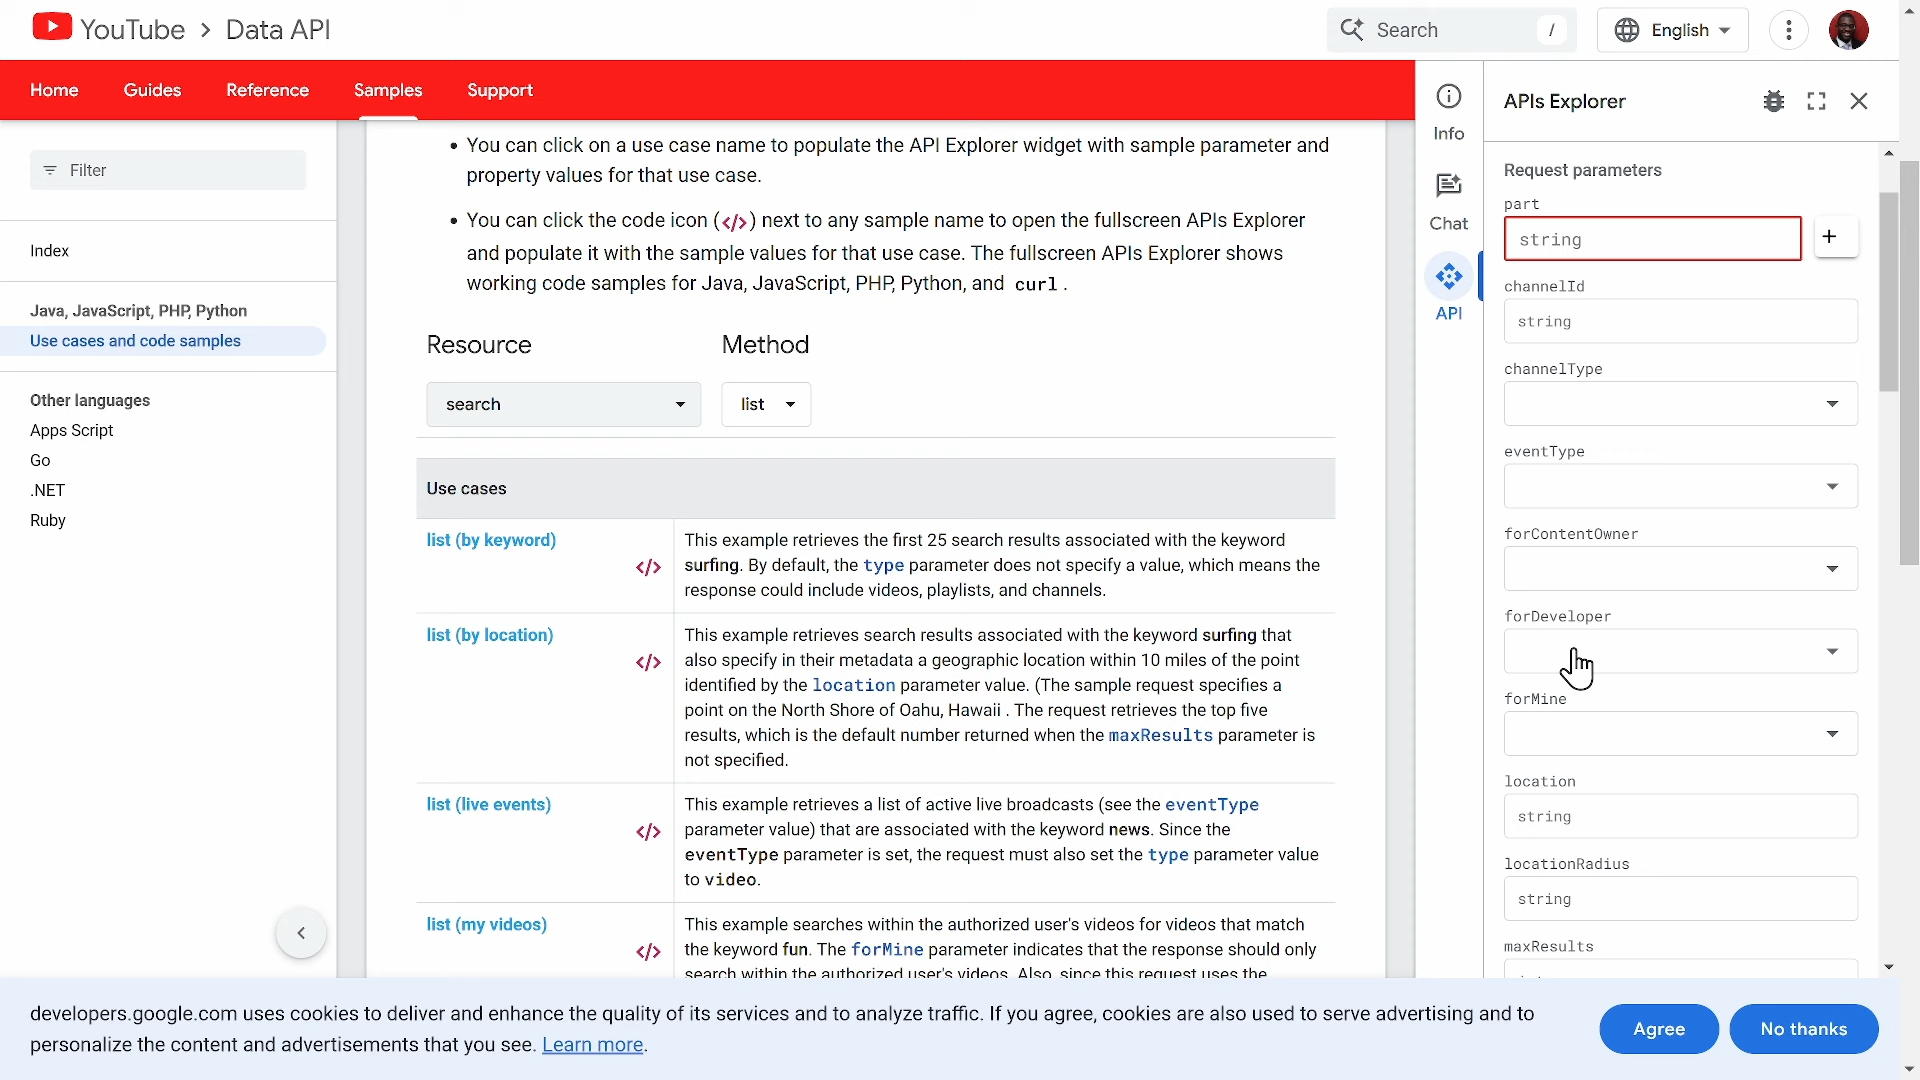 YouTube > Data API
Search /
English
Home Guides Reference Samples Support
Filter
Index
Java, JavaScript, PHP, Python
Use cases and code samples
Other languages
Apps Script
Go
.NET
Ruby
• You can click on a use case name to populate the API Explorer widget with sample parameter and
property values for that use case.
• You can click the code icon (</>) next to any sample name to open the fullscreen APIs Explorer
and populate it with the sample values for that use case. The fullscreen APIs Explorer shows
working code samples for Java, JavaScript, PHP, Python, and curl.
Resource Method
search list
Use cases
list (by keyword)
</>
This example retrieves the first 25 search results associated with the keyword
surfing. By default, the type parameter does not specify a value, which means the
response could include videos, playlists, and channels.
list (by location)
</>
This example retrieves search results associated with the keyword surfing that
also specify in their metadata a geographic location within 10 miles of the point
identified by the location parameter value. (The sample request specifies a
point on the North Shore of Oahu, Hawaii . The request retrieves the top five
results, which is the default number returned when the maxResults parameter is
not specified.
list (live events)
</>
This example retrieves a list of active live broadcasts (see the eventType
parameter value) that are associated with the keyword news. Since the
eventType parameter is set, the request must also set the type parameter value
to video.
list (my videos)
</>
This example searches within the authorized user's videos for videos that match
the keyword fun. The forMine parameter indicates that the response should only
search within the authorized user's videos. Also, since this request uses the
Info
Chat
API
APIs Explorer
Request parameters
part
string
+
channelId
string
channelType
eventType
forContentOwner
forDeveloper
forMine
location
string
locationRadius
string
maxResults
developers.google.com uses cookies to deliver and enhance the quality of its services and to analyze traffic. If you agree, cookies are also used to serve advertising and to
personalize the content and advertisements that you see. Learn more.
Agree No thanks